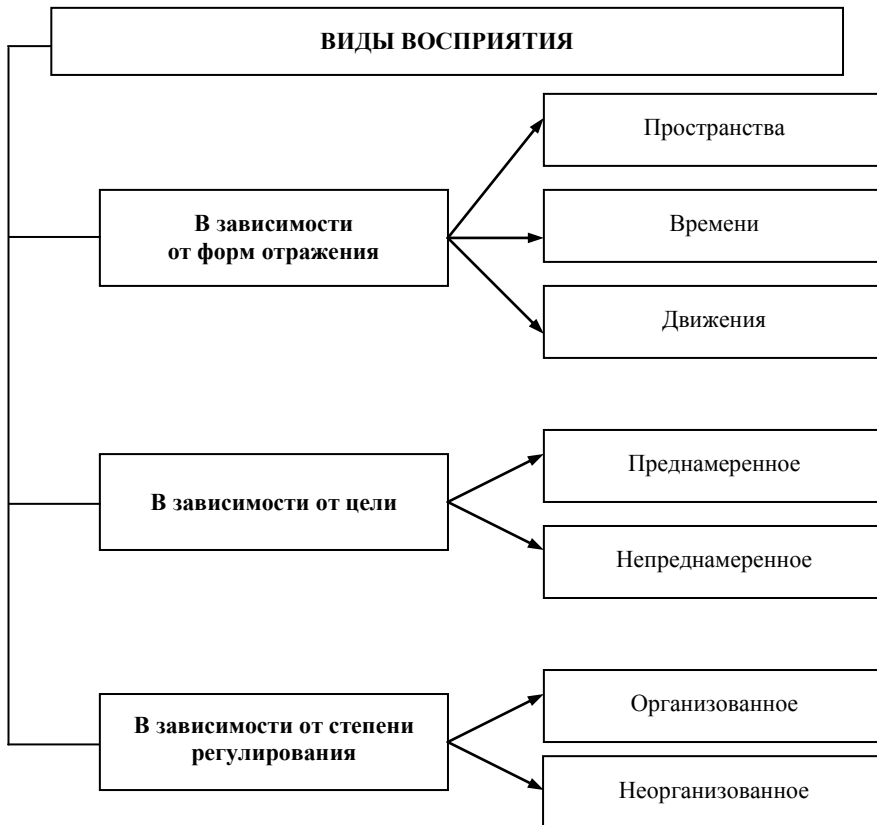 ВИДЫ ВОСПРИЯТИЯ
Пространства
В зависимости
от форм отражения
Времени
Движения
Преднамеренное
В зависимости от цели
Непреднамеренное
Организованное
В зависимости от степени
регулирования
Неорганизованное